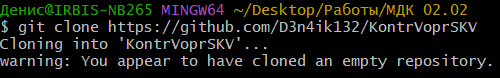 Денис@IRBIS-NB265 MINGW64 ~/Desktop/Работы/МДК 02.02
$ git clone https://github.com/D3n4ik132/KontrVoprSKV
Cloning into 'KontrVoprSKV'...
warning: You appear to have cloned an empty repository.